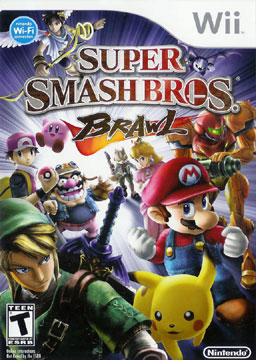 Nintendo
Wi-Fi
connection
Wii
SUPER
SMASH BROS.
BRAWL
TEEN
T
ESRB
Nintendo